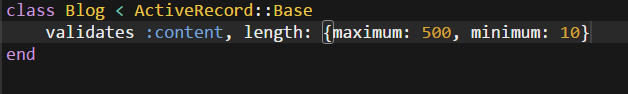 class Blog < ActiveRecord::Base
    validates :content, length: {maximum: 500, minimum: 10}
end